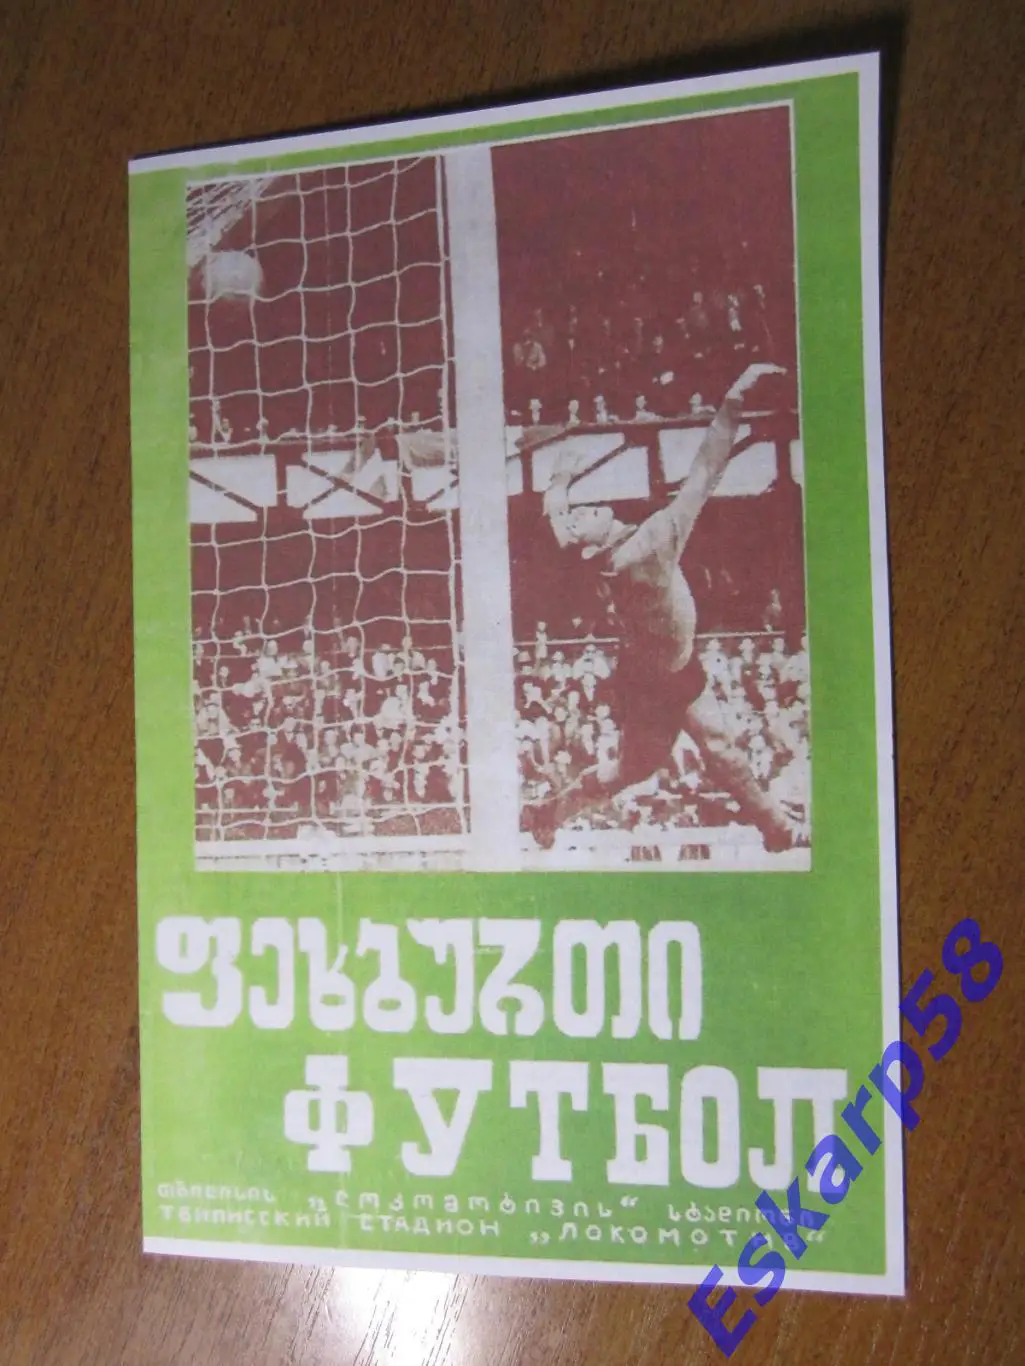 ფეხბურთი
ФУТБОЛ
თბილისის „ლოკომოტივის“ სტადიონი
ТБИЛИССКИЙ СТАДИОН „ЛОКОМОТИВ“
Eskarp58